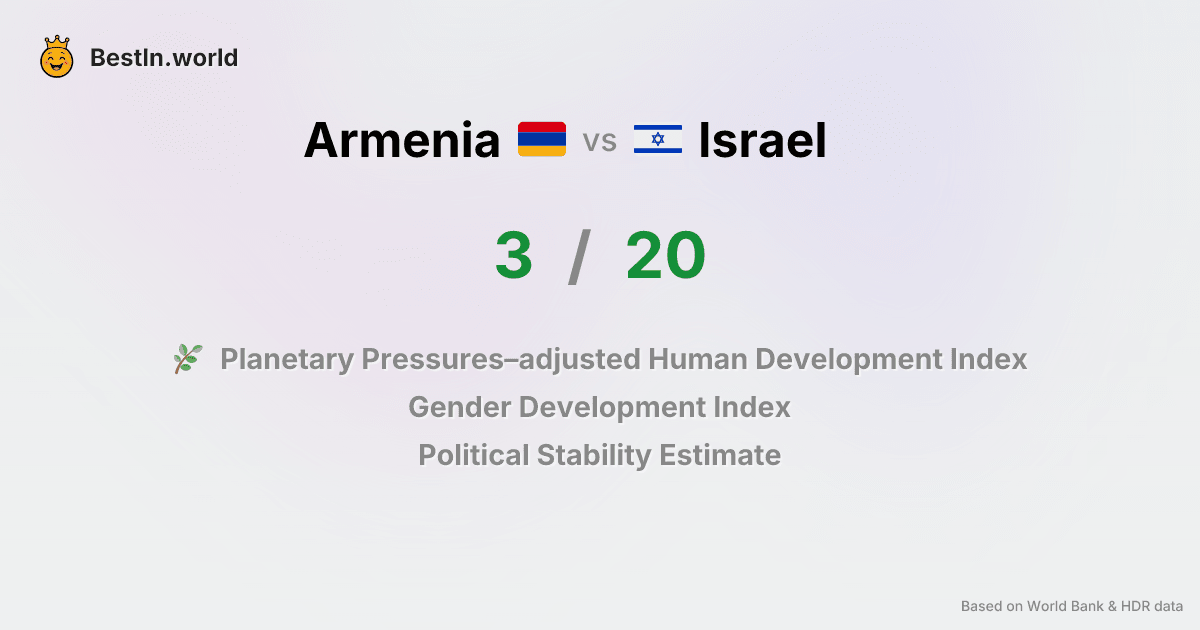 BestIn.world
Armenia vs Israel
3 / 20
Planetary Pressures–adjusted Human Development Index
Gender Development Index
Political Stability Estimate
Based on World Bank & HDR data